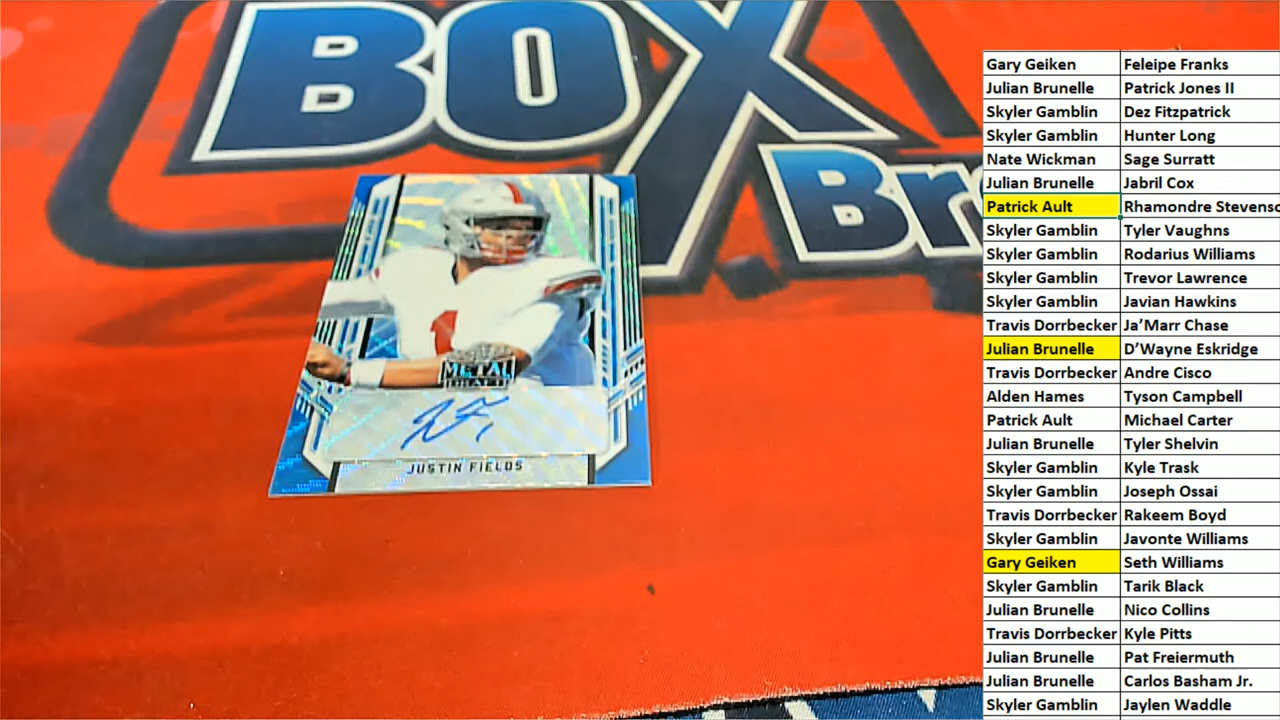 BOX
Br
1
METAL
DRAFT
JUSTIN FIELDS
Gary Geiken Feleipe Franks
Julian Brunelle Patrick Jones II
Skyler Gamblin Dez Fitzpatrick
Skyler Gamblin Hunter Long
Nate Wickman Sage Surratt
Julian Brunelle Jabril Cox
Patrick Ault Rhamondre Stevenso
Skyler Gamblin Tyler Vaughns
Skyler Gamblin Rodarius Williams
Skyler Gamblin Trevor Lawrence
Skyler Gamblin Javian Hawkins
Travis Dorrbecker Ja’Marr Chase
Julian Brunelle D’Wayne Eskridge
Travis Dorrbecker Andre Cisco
Alden Hames Tyson Campbell
Patrick Ault Michael Carter
Julian Brunelle Tyler Shelvin
Skyler Gamblin Kyle Trask
Skyler Gamblin Joseph Ossai
Travis Dorrbecker Rakeem Boyd
Skyler Gamblin Javonte Williams
Gary Geiken Seth Williams
Skyler Gamblin Tarik Black
Julian Brunelle Nico Collins
Travis Dorrbecker Kyle Pitts
Julian Brunelle Pat Freiermuth
Julian Brunelle Carlos Basham Jr.
Skyler Gamblin Jaylen Waddle